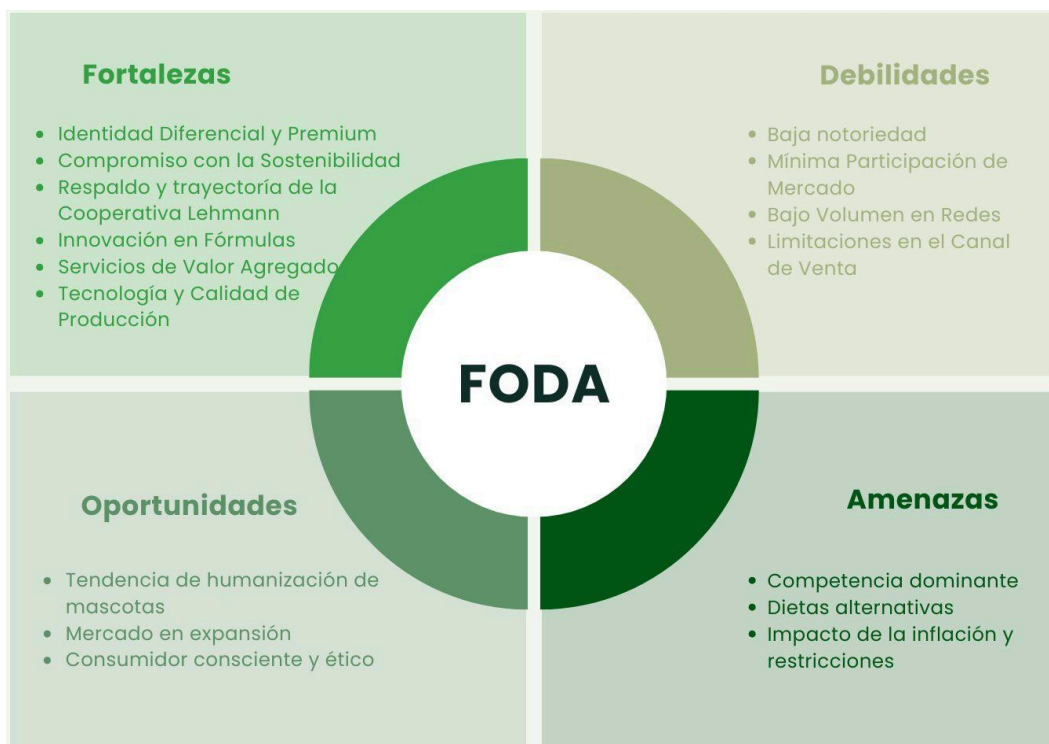 Fortalezas
• Identidad Diferencial y Premium
• Compromiso con la Sostenibilidad
• Respaldo y trayectoría de la
Cooperativa Lehmann
• Innovación en Fórmulas
• Servicios de Valor Agregado
• Tecnología y Calidad de
Producción
Debilidades
• Baja notoriedad
• Mínima Participación de
Mercado
• Bajo Volumen en Redes
• Limitaciones en el Canal
de Venta
FODA
Oportunidades
• Tendencia de humanización de
mascotas
• Mercado en expansión
• Consumidor consciente y ético
Amenazas
• Competencia dominante
• Dietas alternativas
• Impacto de la inflación y
restricciones